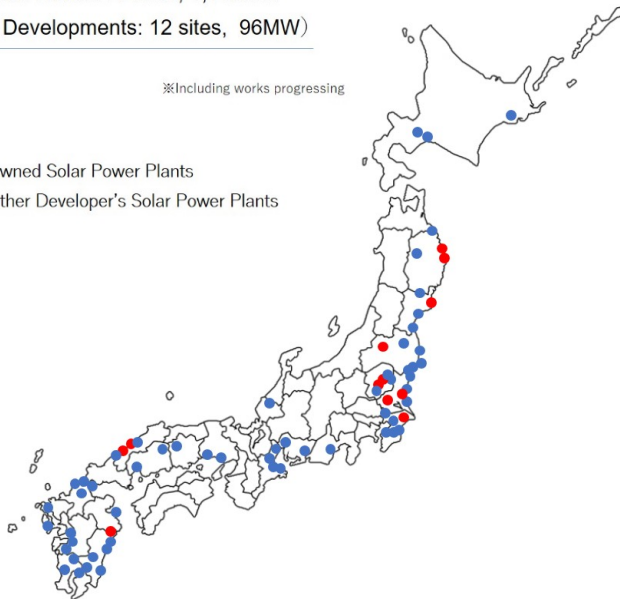 Developments: 12 sites, 96MW）
※Including works progressing
wned Solar Power Plants
ther Developer's Solar Power Plants